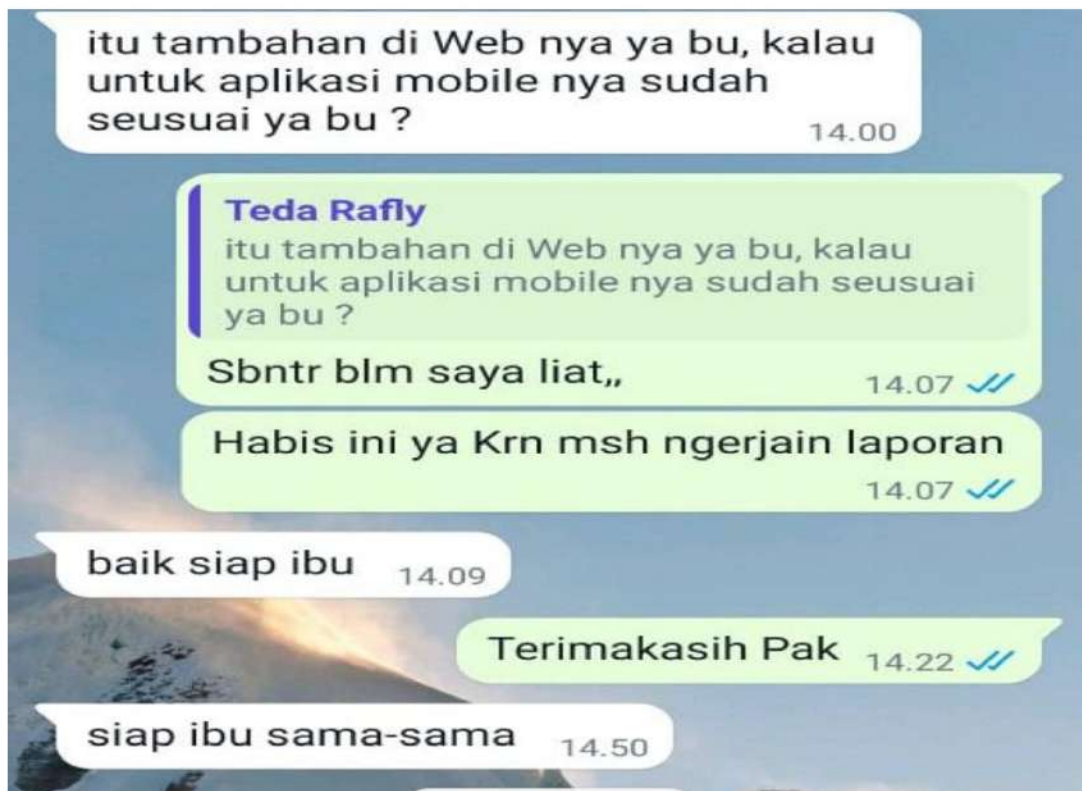 itu tambahan di Web nya ya bu, kalau
untuk aplikasi mobile nya sudah
seusuai ya bu ?
14.00
Teda Rafly
itu tambahan di Web nya ya bu, kalau
untuk aplikasi mobile nya sudah seusuai
ya bu ?
Sbntr blm saya liat,,
14.07
Habis ini ya Krn msh ngerjain laporan
14.07
baik siap ibu 14.09
Terimakasih Pak 14.22
siap ibu sama-sama 14.50